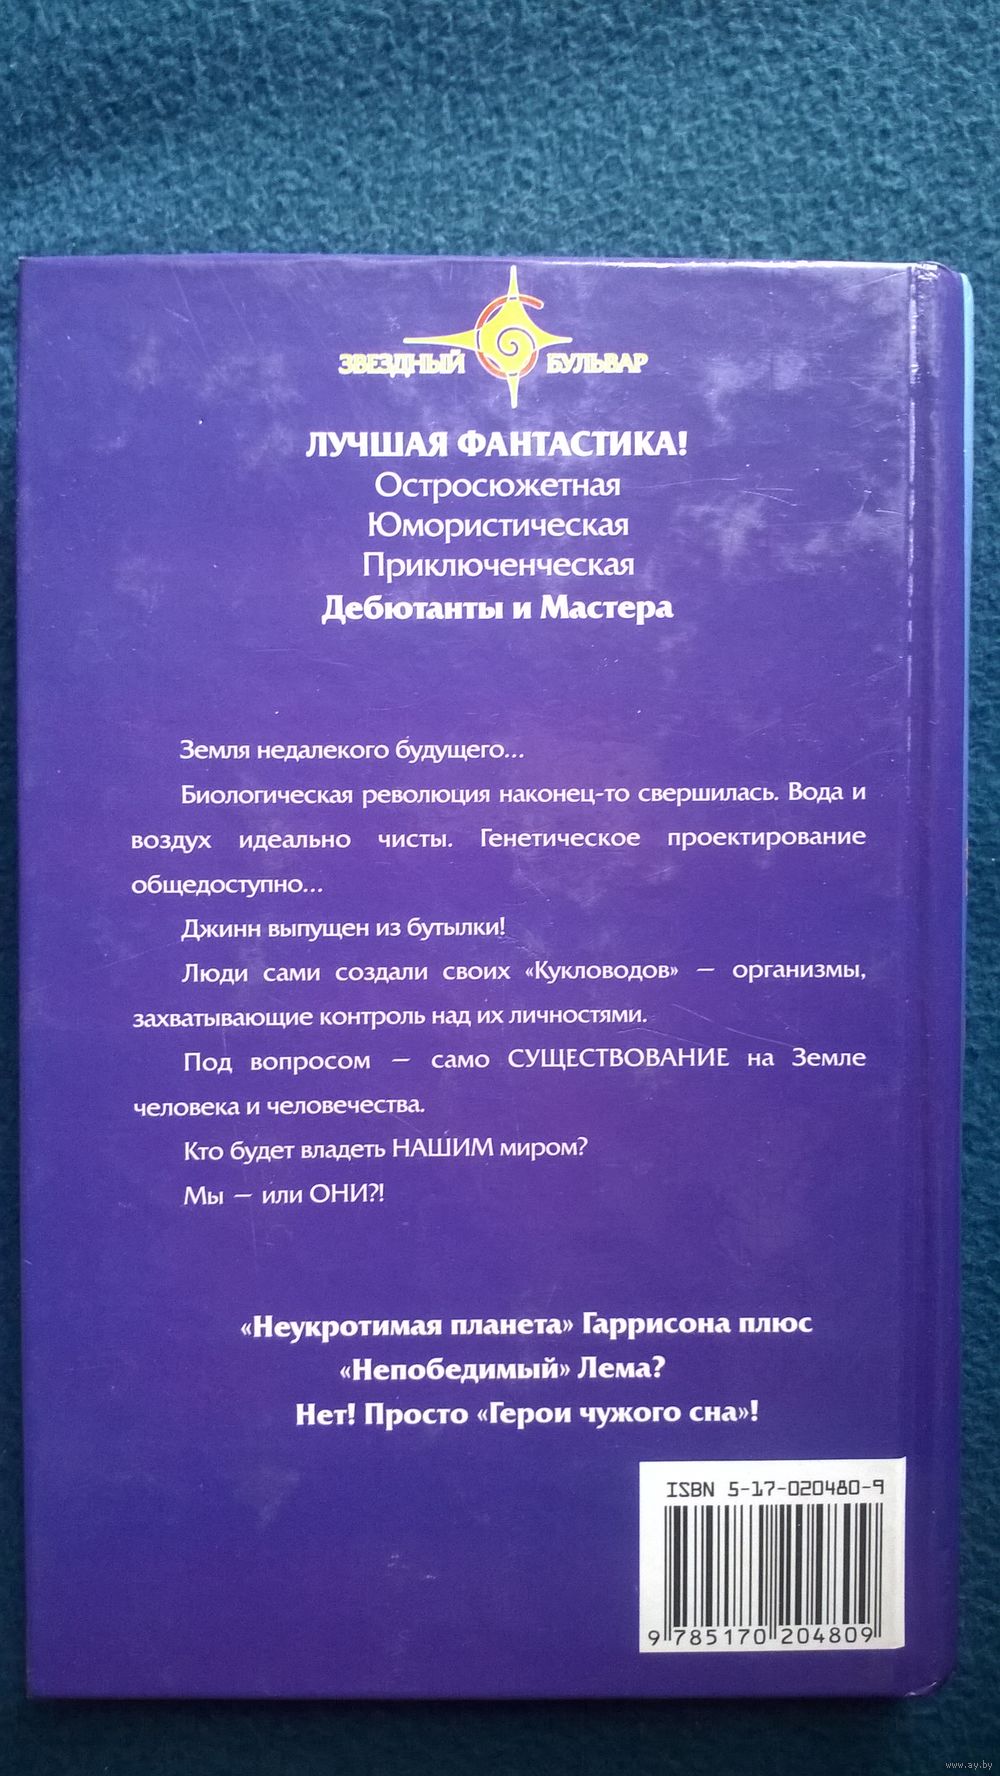 ЗВЕЗДНЫЙ БУЛЬВАР
ЛУЧШАЯ ФАНТАСТИКА!
Остросюжетная
Юмористическая
Приключенческая
Дебютанты и Мастера
Земля недалекого будущего...
Биологическая революция наконец-то свершилась. Вода и
воздух идеально чисты. Генетическое проектирование
общедоступно...
Джинн выпущен из бутылки!
Люди сами создали своих «Кукловодов» — организмы,
захватывающие контроль над их личностями.
Под вопросом — само СУЩЕСТВОВАНИЕ на Земле
человека и человечества.
Кто будет владеть НАШИМ миром?
Мы — или ОНИ?!
«Неукротимая планета» Гаррисона плюс
«Непобедимый» Лема?
Нет! Просто «Герои чужого сна»!
ISBN 5-17-020480-9
9 785170 204809
www.ay.by